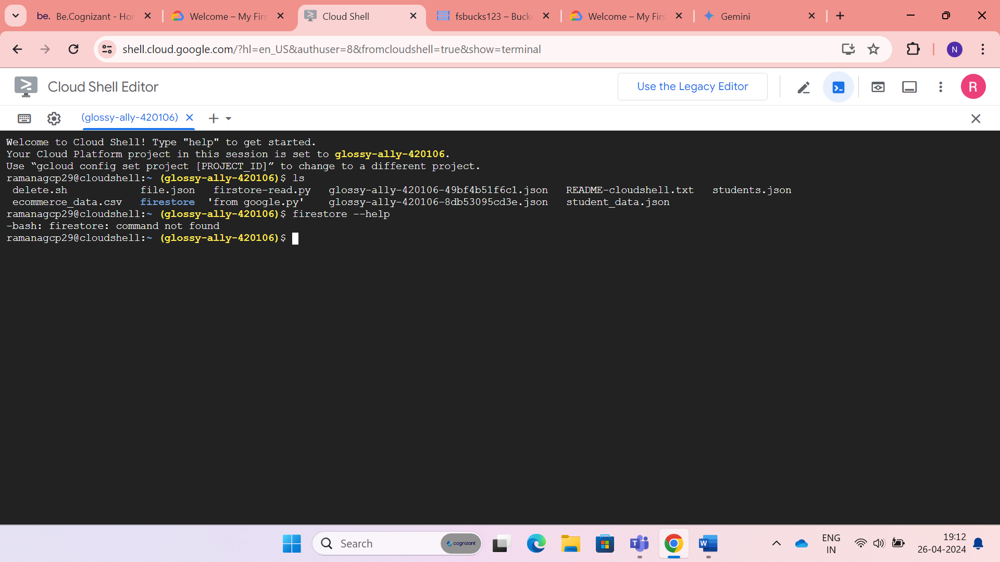 be. Be.Cognizant - Hor
Welcome – My Firs
Cloud Shell
fsbucks123 – Bucke
Welcome – My Firs
Gemini
shell.cloud.google.com/?hl=en_US&authuser=8&fromcloudshell=true&show=terminal
N
Cloud Shell Editor
Use the Legacy Editor
R
(glossy-ally-420106)
Welcome to Cloud Shell! Type "help" to get started.
Your Cloud Platform project in this session is set to glossy-ally-420106.
Use “gcloud config set project [PROJECT_ID]” to change to a different project.
ramanagcp29@cloudshell:~ (glossy-ally-420106)$ ls
delete.sh file.json firstore-read.py glossy-ally-420106-49bf4b51f6c1.json README-cloudshell.txt students.json
ecommerce_data.csv firestore 'from google.py' glossy-ally-420106-8db53095cd3e.json student_data.json
ramanagcp29@cloudshell:~ (glossy-ally-420106)$ firestore --help
-bash: firestore: command not found
ramanagcp29@cloudshell:~ (glossy-ally-420106)$
Search
cognizant
ENG
IN
19:12
26-04-2024